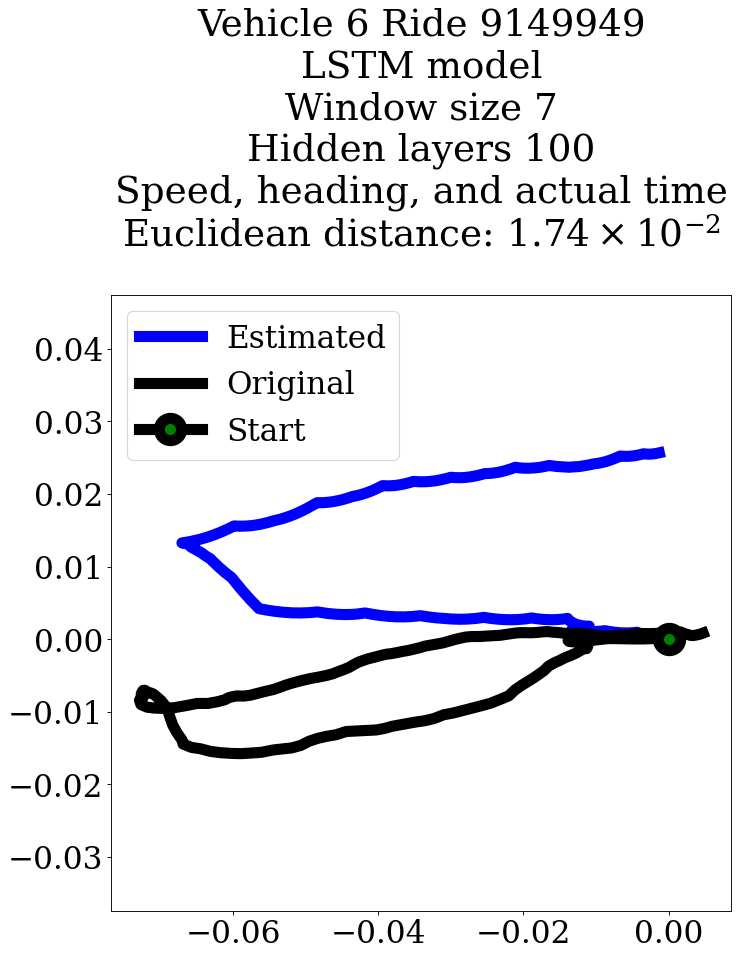 Vehicle 6 Ride 9149949
LSTM model
Window size 7
Hidden layers 100
Speed, heading, and actual time
Euclidean distance: 1.74 × 10⁻²
Estimated
Original
Start
0.04
0.03
0.02
0.01
0.00
−0.01
−0.02
−0.03
−0.06
−0.04
−0.02
0.00